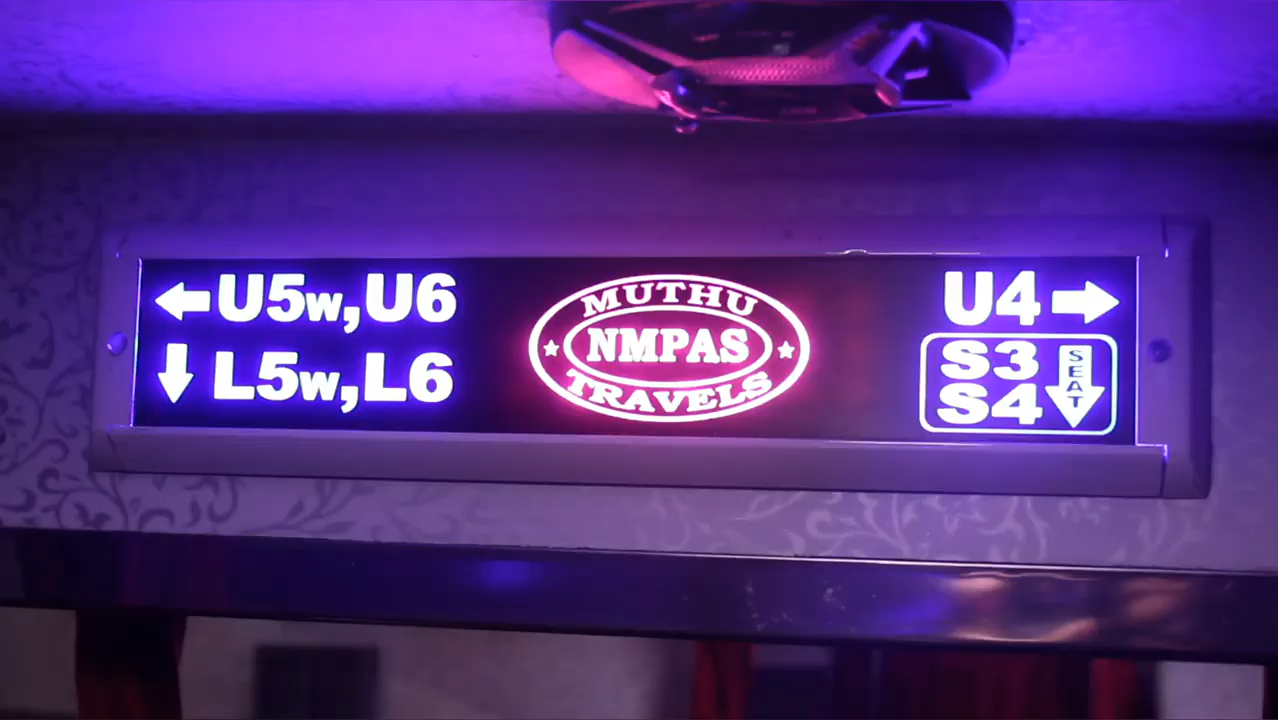 U5w,U6
L5w,L6
MUTHU
NMPAS
TRAVELS
U4
S3
S4
SEAT